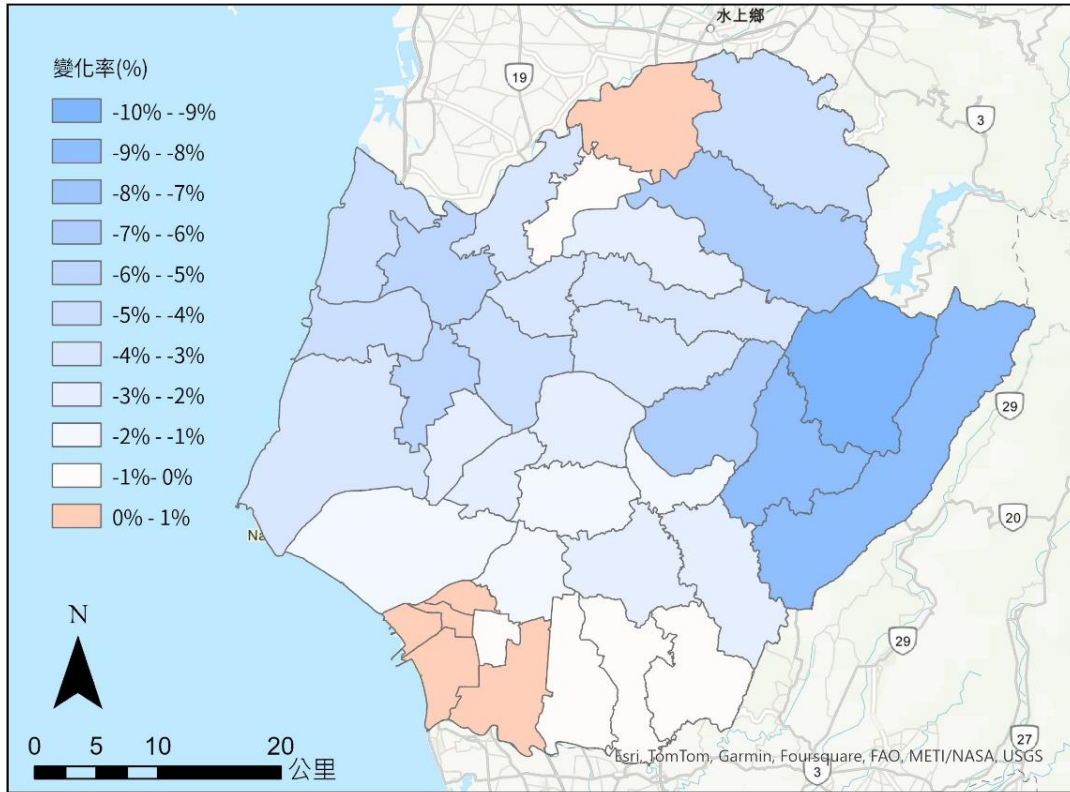 水上鄉
變化率(%)
19
3
-10% - -9%
-9% - -8%
-8% - -7%
-7% - -6%
-6% - -5%
-5% - -4%
-4% - -3%
-3% - -2%
-2% - -1%
-1%- 0%
0% - 1%
29
20
Na
N
29
27
0 5 10 20
公里
Esri, TomTom, Garmin, Foursquare, FAO, METI/NASA, USGS
3